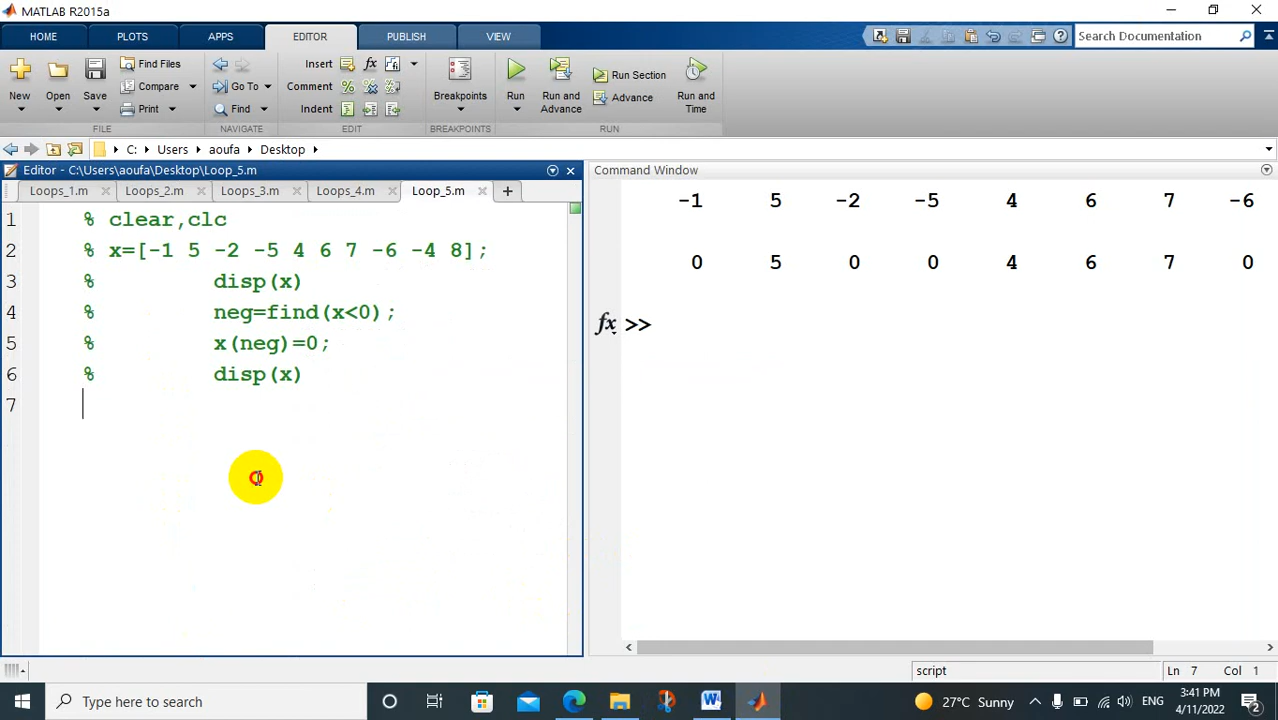 MATLAB R2015a
HOME PLOTS APPS EDITOR PUBLISH VIEW Search Documentation
New Open Save Find Files Compare Print
Go To Find
Insert Comment Indent
Breakpoints Run Run and Advance Run Section Advance Run and Time
FILE NAVIGATE EDIT BREAKPOINTS RUN
C: Users aoufa Desktop
Editor - C:\Users\aoufa\Desktop\Loop_5.m
Loops_1.m Loops_2.m Loops_3.m Loops_4.m Loop_5.m
1 % clear,clc
2 % x=[-1 5 -2 -5 4 6 7 -6 -4 8];
3 % disp(x)
4 % neg=find(x<0);
5 % x(neg)=0;
6 % disp(x)
7
Command Window
-1 5 -2 -5 4 6 7 -6
0 5 0 0 4 6 7 0
fx >>
script Ln 7 Col 1
Type here to search
27°C Sunny ENG 3:41 PM
4/11/2022 2